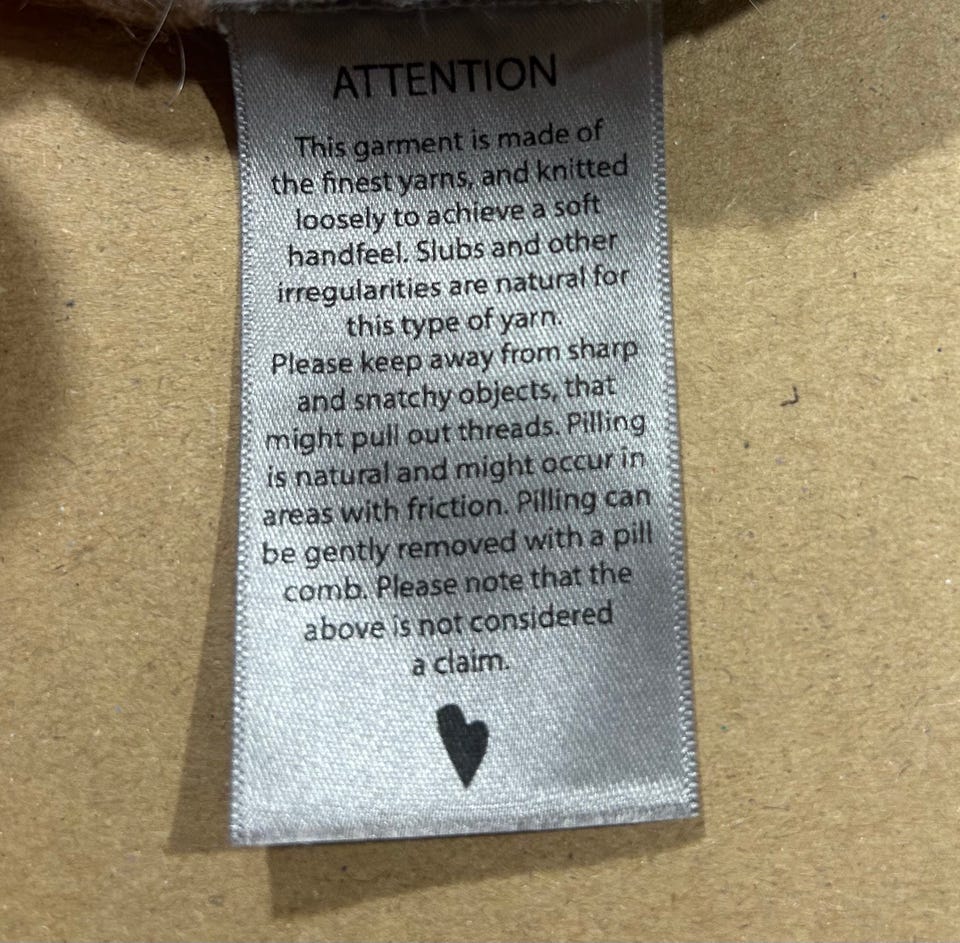 ATTENTION
This garment is made of
the finest yarns, and knitted
loosely to achieve a soft
handfeel. Slubs and other
irregularities are natural for
this type of yarn.
Please keep away from sharp
and snatchy objects, that
might pull out threads. Pilling
is natural and might occur in
areas with friction. Pilling can
be gently removed with a pill
comb. Please note that the
above is not considered
a claim.